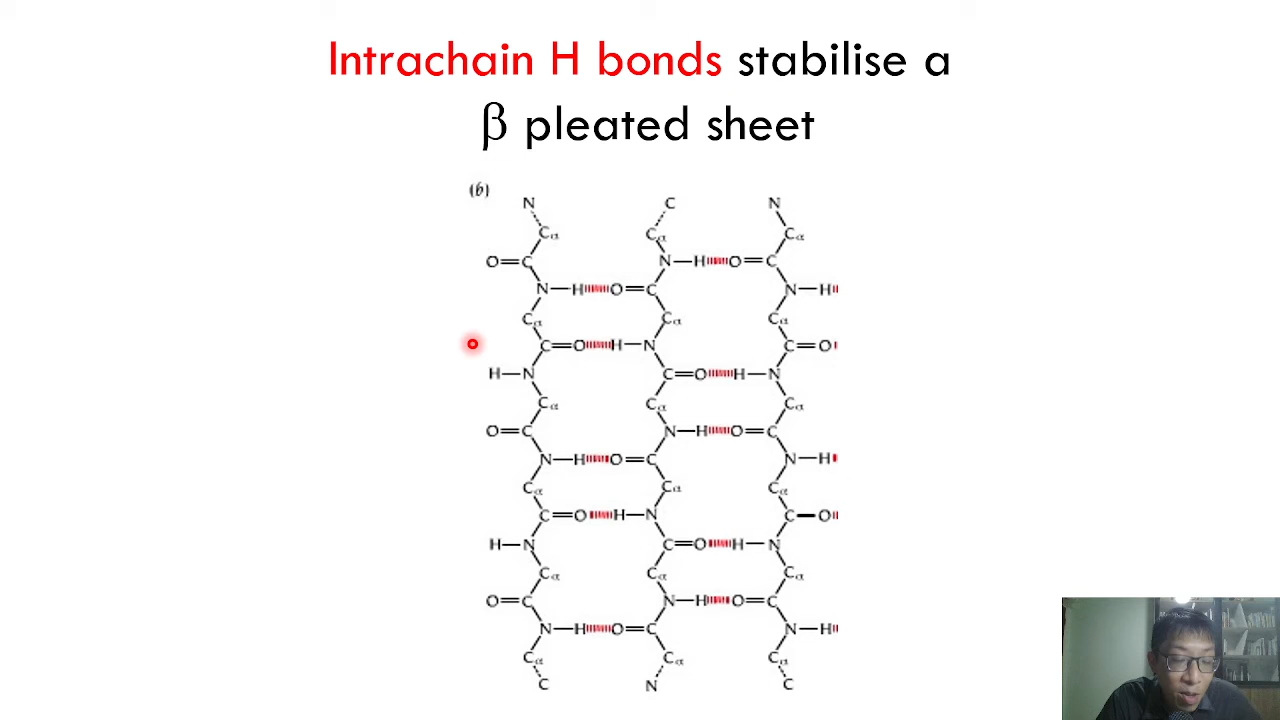 Intrachain H bonds stabilise a
β pleated sheet
(b)
N C N
Cα Cα Cα
O=C N—H O=C
N—H O=C N—H
Cα Cα Cα
C=O H—N C=O
H—N C=O H—N
Cα Cα Cα
O=C N—H O=C
N—H O=C N—H
Cα Cα Cα
C=O H—N C—O
H—N C=O H—N
Cα Cα Cα
O=C N—H O=C
N—H O=C N—H
Cα Cα Cα
C N C